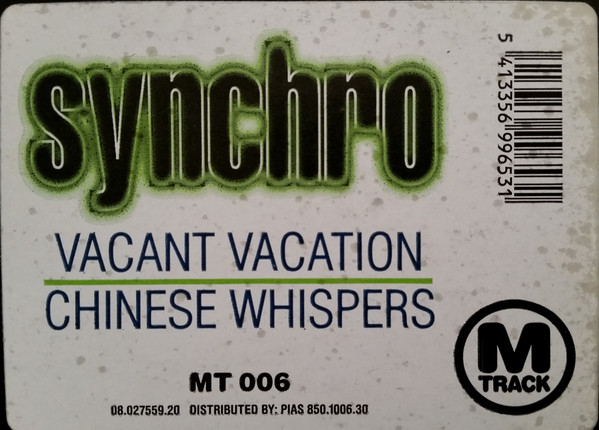 synchro
VACANT VACATION
CHINESE WHISPERS
MT 006
08.027559.20 DISTRIBUTED BY: PIAS 850.1006.30
5 413356 996531
M
TRACK